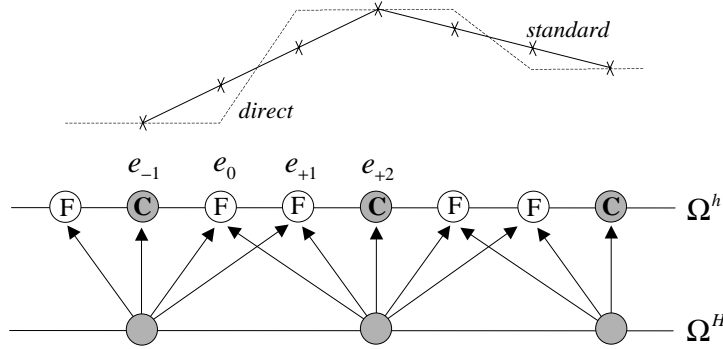 standard
direct
e₋₁ e₀ e₊₁ e₊₂
F C F F C F F C Ωʰ
Ωᴴ